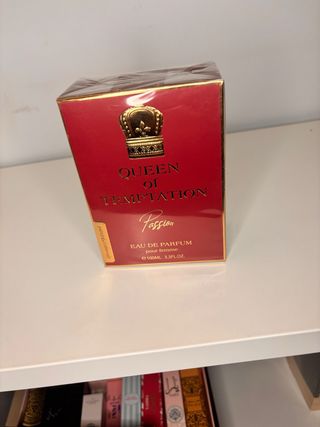 QUEEN
of
TEMPTATION
Passion
EAU DE PARFUM
pour femme
℮ 100ML 3.3FL.OZ.